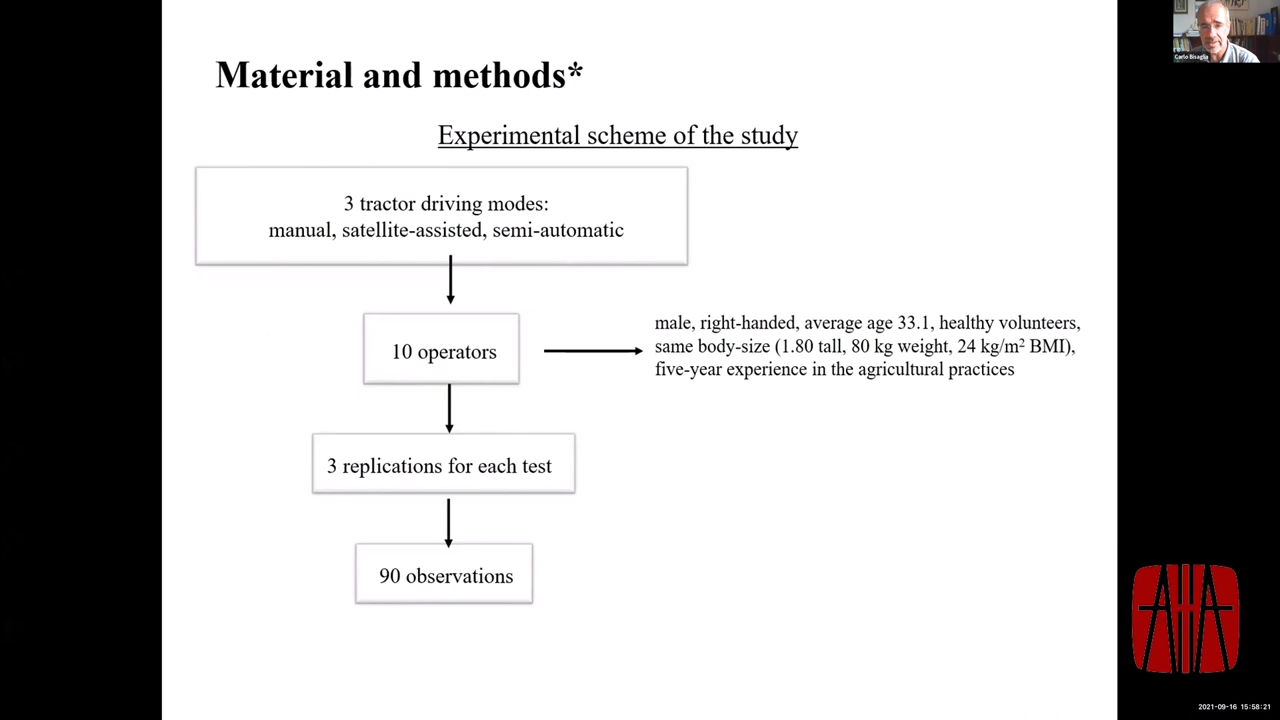 Material and methods*
Experimental scheme of the study
3 tractor driving modes:
manual, satellite-assisted, semi-automatic
10 operators
male, right-handed, average age 33.1, healthy volunteers,
same body-size (1.80 tall, 80 kg weight, 24 kg/m² BMI),
five-year experience in the agricultural practices
3 replications for each test
90 observations
Carlo Bisaglia
AHA
2021-09-16 15:58:21